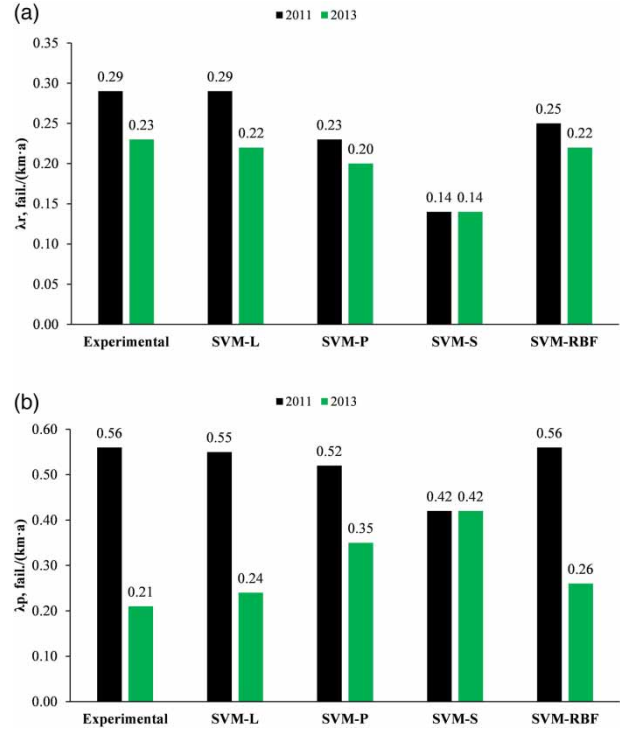 (a)
2011 2013
λr, fail./(km·a)
0.35
0.30
0.25
0.20
0.15
0.10
0.05
0.00
0.29 0.23 0.29 0.22 0.23 0.20 0.14 0.14 0.25 0.22
Experimental SVM-L SVM-P SVM-S SVM-RBF
(b)
2011 2013
λp, fail./(km·a)
0.60
0.50
0.40
0.30
0.20
0.10
0.00
0.56 0.21 0.55 0.24 0.52 0.35 0.42 0.42 0.56 0.26
Experimental SVM-L SVM-P SVM-S SVM-RBF